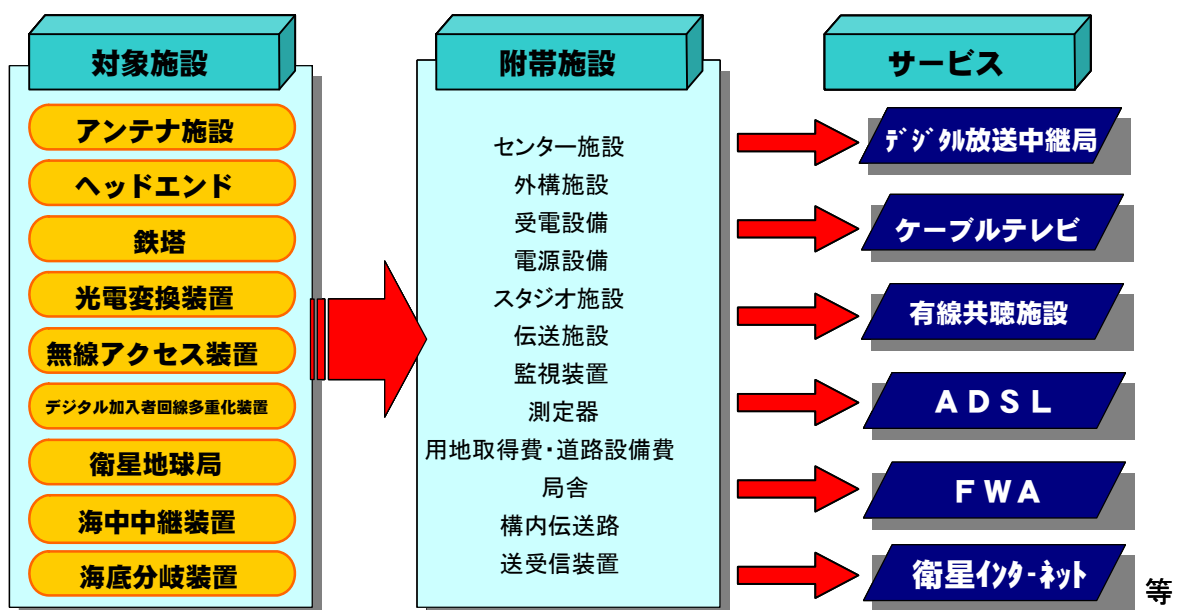 対象施設
アンテナ施設
ヘッドエンド
鉄塔
光電変換装置
無線アクセス装置
デジタル加入者回線多重化装置
衛星地球局
海中中継装置
海底分岐装置
附帯施設
センター施設
外構施設
受電設備
電源設備
スタジオ施設
伝送施設
監視装置
測定器
用地取得費・道路設備費
局舎
構内伝送路
送受信装置
サービス
ﾃﾞｼﾞﾀﾙ放送中継局
ケーブルテレビ
有線共聴施設
ＡＤＳＬ
ＦＷＡ
衛星ｲﾝﾀ-ﾈｯﾄ
等